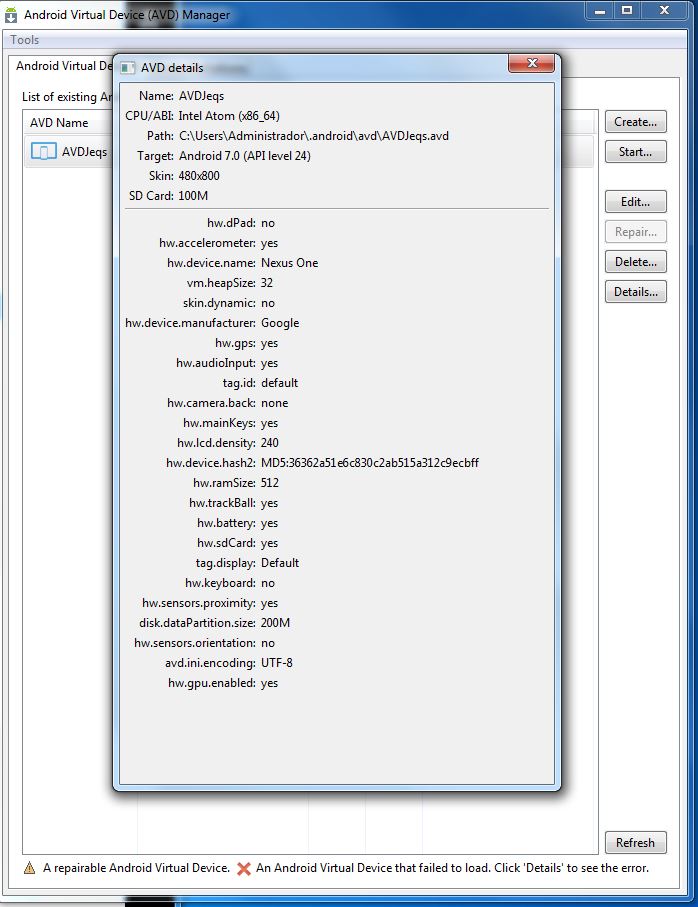 Android Virtual Device (AVD) Manager
Tools
Android Virtual De
List of existing An
AVD Name
AVDJeqs
AVD details
Name: AVDJeqs
CPU/ABI: Intel Atom (x86_64)
Path: C:\Users\Administrador\.android\avd\AVDJeqs.avd
Target: Android 7.0 (API level 24)
Skin: 480x800
SD Card: 100M
hw.dPad: no
hw.accelerometer: yes
hw.device.name: Nexus One
vm.heapSize: 32
skin.dynamic: no
hw.device.manufacturer: Google
hw.gps: yes
hw.audioInput: yes
tag.id: default
hw.camera.back: none
hw.mainKeys: yes
hw.lcd.density: 240
hw.device.hash2: MD5:36362a51e6c830c2ab515a312c9ecbff
hw.ramSize: 512
hw.trackBall: yes
hw.battery: yes
hw.sdCard: yes
tag.display: Default
hw.keyboard: no
hw.sensors.proximity: yes
disk.dataPartition.size: 200M
hw.sensors.orientation: no
avd.ini.encoding: UTF-8
hw.gpu.enabled: yes
Create...
Start...
Edit...
Repair...
Delete...
Details...
Refresh
A repairable Android Virtual Device. An Android Virtual Device that failed to load. Click 'Details' to see the error.